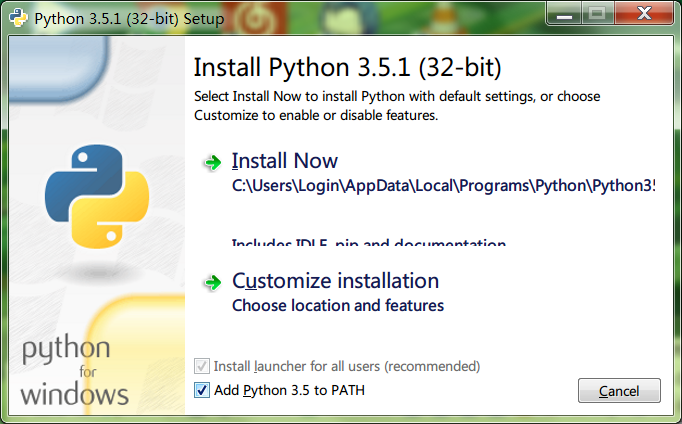 Python 3.5.1 (32-bit) Setup
Install Python 3.5.1 (32-bit)
Select Install Now to install Python with default settings, or choose
Customize to enable or disable features.
Install Now
C:\Users\Login\AppData\Local\Programs\Python\Python35
Includes IDLE, pip and documentation
Customize installation
Choose location and features
Install launcher for all users (recommended)
Add Python 3.5 to PATH
Cancel
python
for
windows